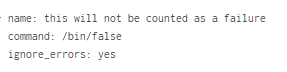 - name: this will not be counted as a failure
command: /bin/false
ignore_errors: yes